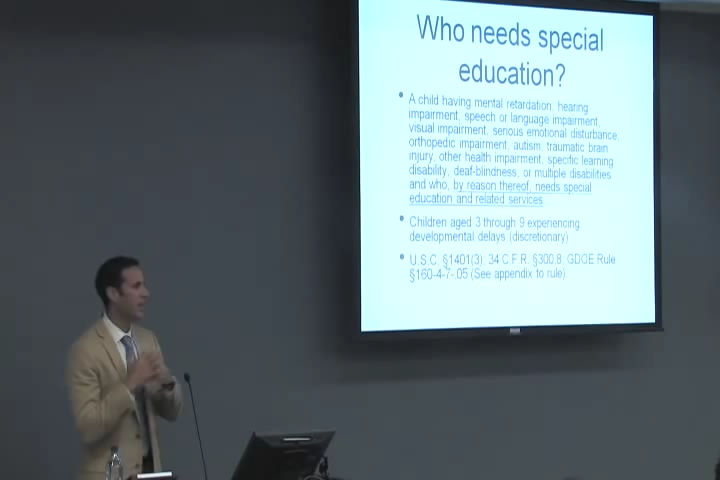 Who needs special
education?
• A child having mental retardation, hearing
impairment, speech or language impairment,
visual impairment, serious emotional disturbance,
orthopedic impairment, autism, traumatic brain
injury, other health impairment, specific learning
disability, deaf-blindness, or multiple disabilities
and who, by reason thereof, needs special
education and related services.
• Children aged 3 through 9 experiencing
developmental delays (discretionary)
• U.S.C. §1401(3), 34 C.F.R. §300.8, GDOE Rule
§160-4-7-.05 (See appendix to rule).